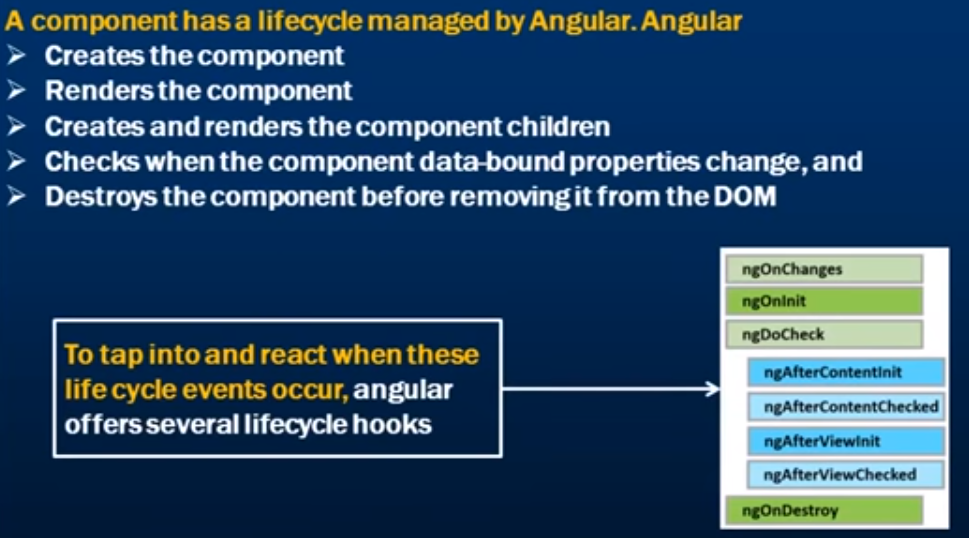 A component has a lifecycle managed by Angular. Angular
Creates the component
Renders the component
Creates and renders the component children
Checks when the component data-bound properties change, and
Destroys the component before removing it from the DOM
To tap into and react when these
life cycle events occur, angular
offers several lifecycle hooks
ngOnChanges
ngOnInit
ngDoCheck
ngAfterContentInit
ngAfterContentChecked
ngAfterViewInit
ngAfterViewChecked
ngOnDestroy